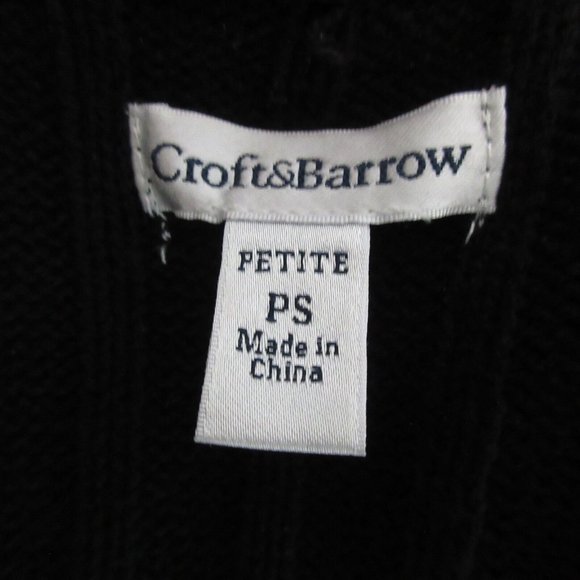 Croft&Barrow
PETITE
PS
Made in
China